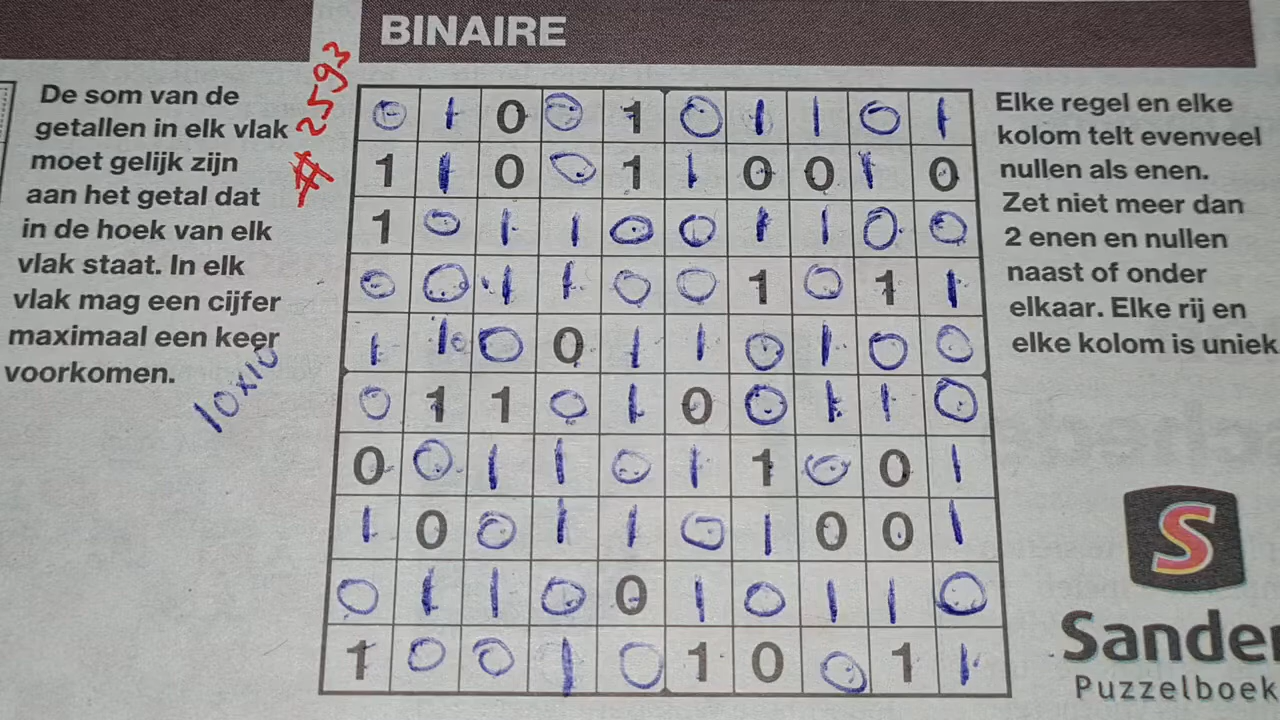 BINAIRE
# 2593
De som van de
getallen in elk vlak
moet gelijk zijn
aan het getal dat
in de hoek van elk
vlak staat. In elk
vlak mag een cijfer
maximaal een keer
voorkomen.
10x10
0 1 0 0 1 0 1 1 0 1
1 1 0 0 1 1 0 0 1 0
1 0 1 1 0 0 1 1 0 0
0 0 1 1 0 0 1 0 1 1
1 1 0 0 1 1 0 1 0 0
0 1 1 0 1 0 0 1 1 0
0 0 1 1 0 1 1 0 0 1
1 0 0 1 1 0 1 0 0 1
0 1 1 0 0 1 0 1 1 0
1 0 0 1 0 1 0 0 1 1
Elke regel en elke
kolom telt evenveel
nullen als enen.
Zet niet meer dan
2 enen en nullen
naast of onder
elkaar. Elke rij en
elke kolom is uniek
S
Sander
Puzzelboek